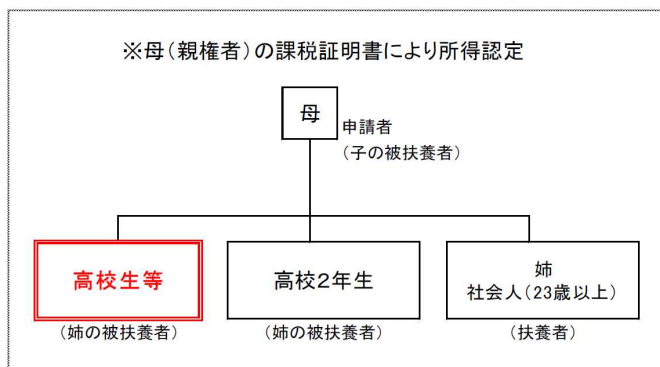 ※母(親権者)の課税証明書により所得認定
母
申請者
(子の被扶養者)
高校生等
高校2年生
姉
社会人(23歳以上)
(姉の被扶養者)
(姉の被扶養者)
(扶養者)